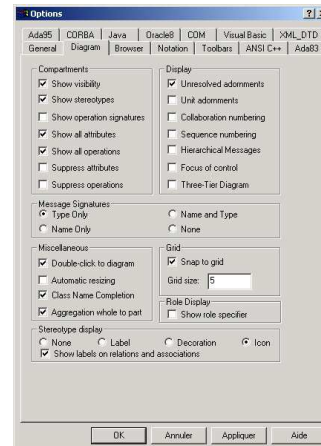 Options
Ada95 CORBA Java Oracle8 COM Visual Basic XML_DTD
General Diagram Browser Notation Toolbars ANSI C++ Ada83
Compartments
Show visibility
Show stereotypes
Show operation signatures
Show all attributes
Show all operations
Suppress attributes
Suppress operations
Display
Unresolved adornments
Unit adornments
Collaboration numbering
Sequence numbering
Hierarchical Messages
Focus of control
Three-Tier Diagram
Message Signatures
Type Only Name and Type
Name Only None
Miscellaneous
Double-click to diagram
Automatic resizing
Class Name Completion
Aggregation whole to part
Grid
Snap to grid
Grid size: 5
Role Display
Show role specifier
Stereotype display
None Label Decoration Icon
Show labels on relations and associations
OK Annuler Appliquer Aide